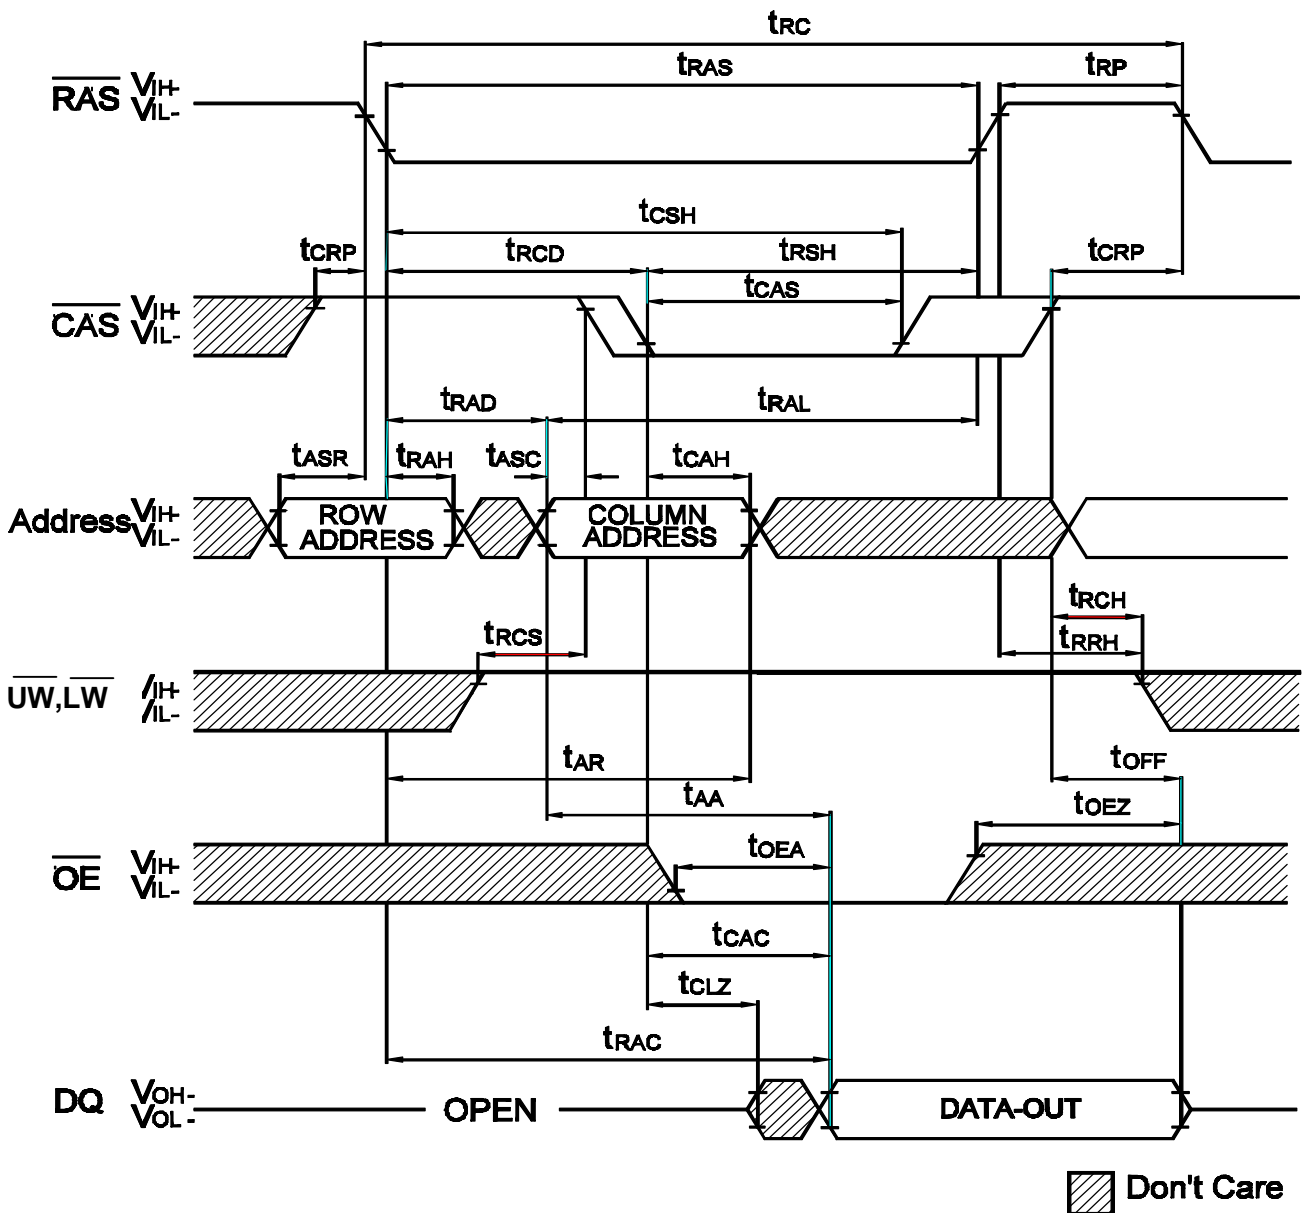 tRC
tRAS
tRP
RAS VIH-
VIL-
tCSH
tCRP
tRCD
tRSH
tCRP
tCAS
CAS VIH-
VIL-
tRAD
tRAL
tASR
tRAH
tASC
tCAH
Address VIH-
VIL-
ROW
ADDRESS
COLUMN
ADDRESS
tRCH
tRCS
tRRH
UW,LW /IH-
/IL-
tAR
tOFF
tAA
tOEZ
tOEA
OE VIH-
VIL-
tCAC
tCLZ
tRAC
DQ VOH-
VOL-
OPEN
DATA-OUT
Don't Care